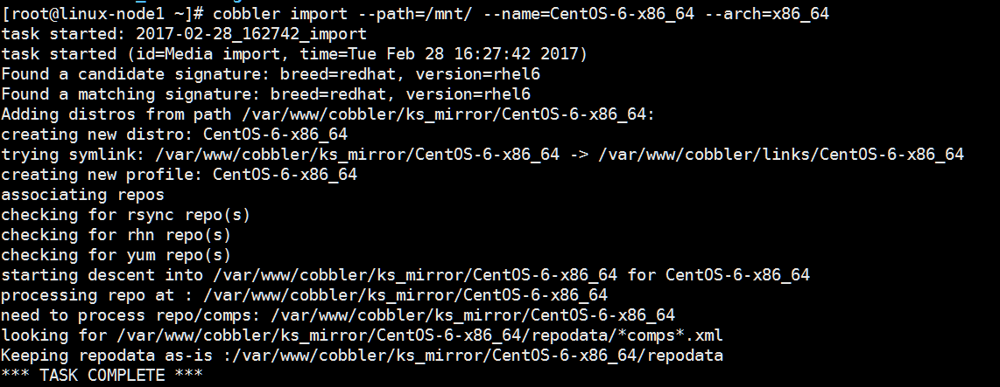 [root@linux-node1 ~]# cobbler import --path=/mnt/ --name=CentOS-6-x86_64 --arch=x86_64
task started: 2017-02-28_162742_import
task started (id=Media import, time=Tue Feb 28 16:27:42 2017)
Found a candidate signature: breed=redhat, version=rhel6
Found a matching signature: breed=redhat, version=rhel6
Adding distros from path /var/www/cobbler/ks_mirror/CentOS-6-x86_64:
creating new distro: CentOS-6-x86_64
trying symlink: /var/www/cobbler/ks_mirror/CentOS-6-x86_64 -> /var/www/cobbler/links/CentOS-6-x86_64
creating new profile: CentOS-6-x86_64
associating repos
checking for rsync repo(s)
checking for rhn repo(s)
checking for yum repo(s)
starting descent into /var/www/cobbler/ks_mirror/CentOS-6-x86_64 for CentOS-6-x86_64
processing repo at : /var/www/cobbler/ks_mirror/CentOS-6-x86_64
need to process repo/comps: /var/www/cobbler/ks_mirror/CentOS-6-x86_64
looking for /var/www/cobbler/ks_mirror/CentOS-6-x86_64/repodata/*comps*.xml
Keeping repodata as-is :/var/www/cobbler/ks_mirror/CentOS-6-x86_64/repodata
*** TASK COMPLETE ***